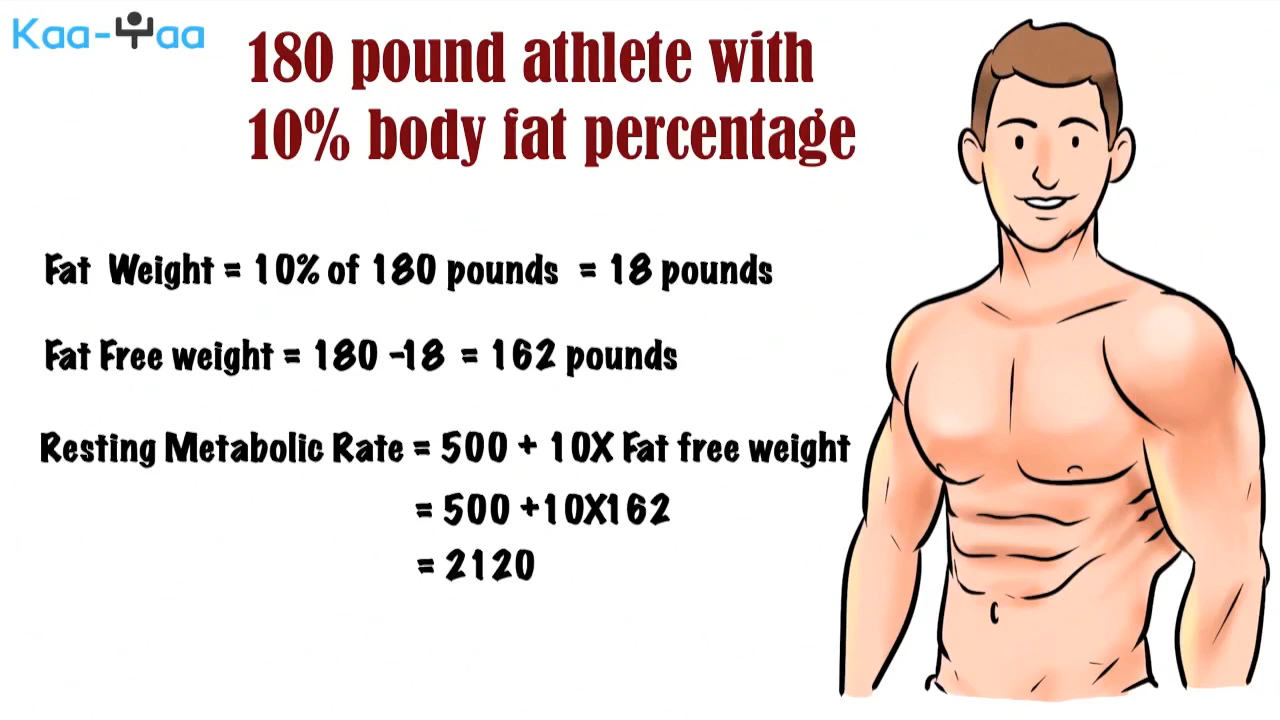 Kaa-Yaa
180 pound athlete with
10% body fat percentage
Fat Weight = 10% of 180 pounds = 18 pounds
Fat Free weight = 180 -18 = 162 pounds
Resting Metabolic Rate = 500 + 10X Fat free weight
= 500 +10X162
= 2120